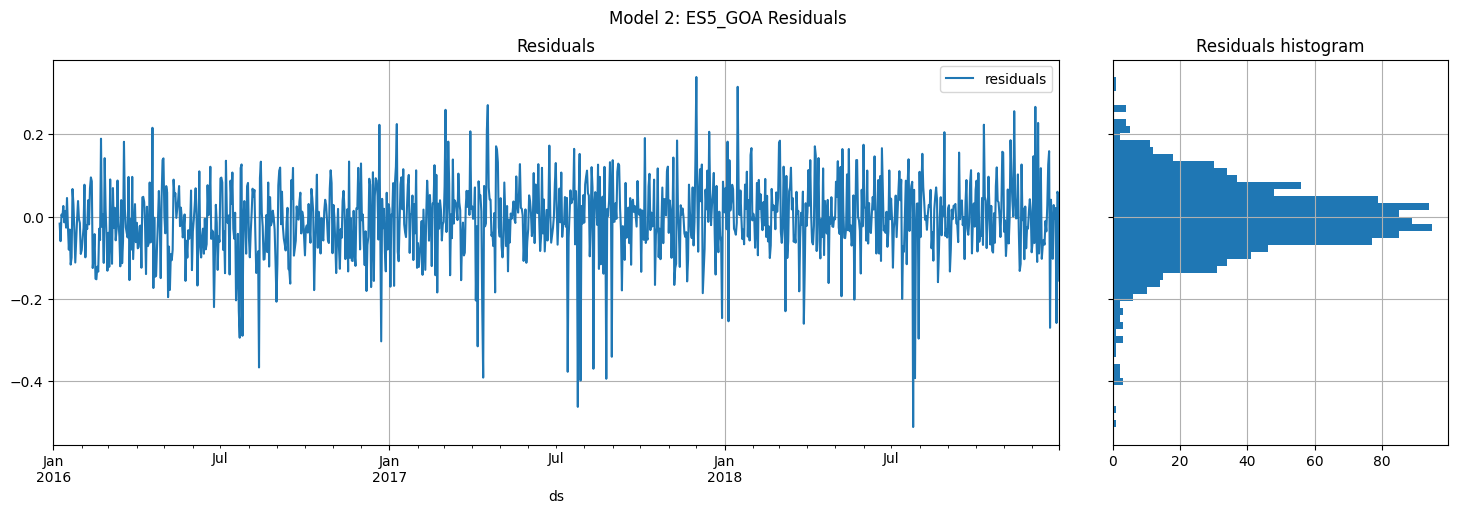 Model 2: ES5_GOA Residuals
Residuals
residuals
0.2
0.0
−0.2
−0.4
Jan
2016
Jul
Jan
2017
Jul
Jan
2018
Jul
ds
Residuals histogram
0
20
40
60
80